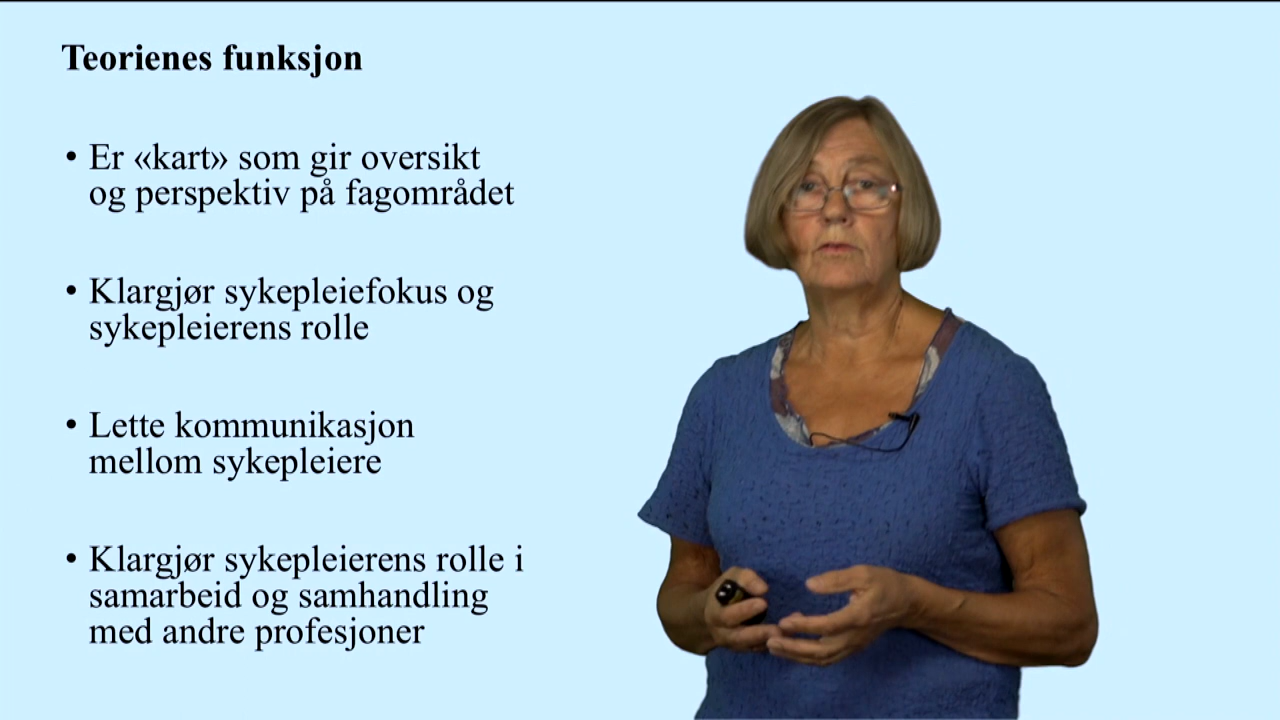 Teorienes funksjon
• Er «kart» som gir oversikt
og perspektiv på fagområdet
• Klargjør sykepleiefokus og
sykepleierens rolle
• Lette kommunikasjon
mellom sykepleiere
• Klargjør sykepleierens rolle i
samarbeid og samhandling
med andre profesjoner